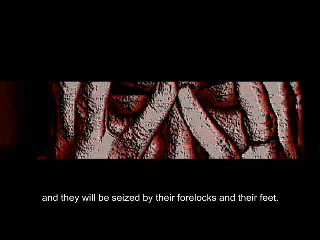 and they will be seized by their forelocks and their feet.